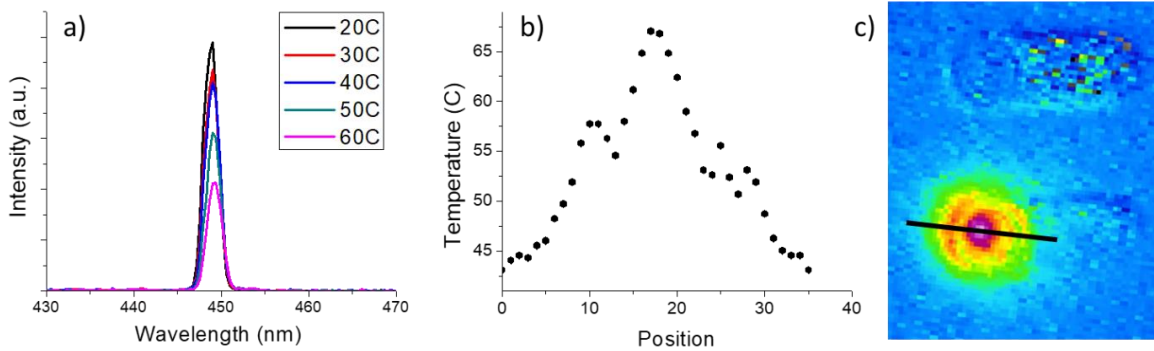 a)
20C
30C
40C
50C
60C
Intensity (a.u.)
430 440 450 460 470
Wavelength (nm)
b)
65
60
55
50
45
Temperature (C)
0 10 20 30 40
Position
c)